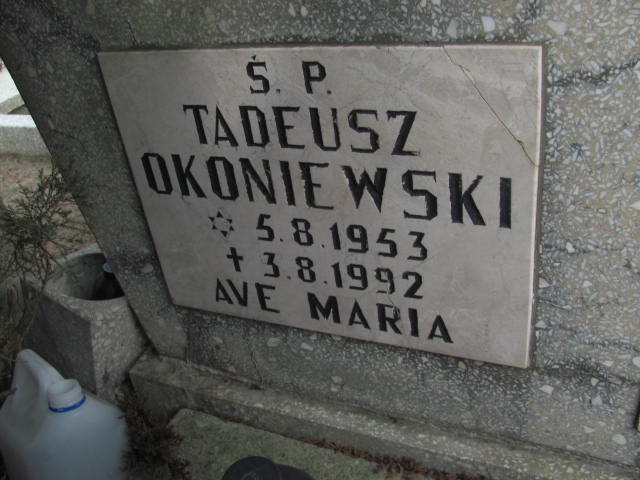 Ś. P.
TADEUSZ
OKONIEWSKI
✡ 5.8.1953
✝ 3.8.1992
AVE MARIA